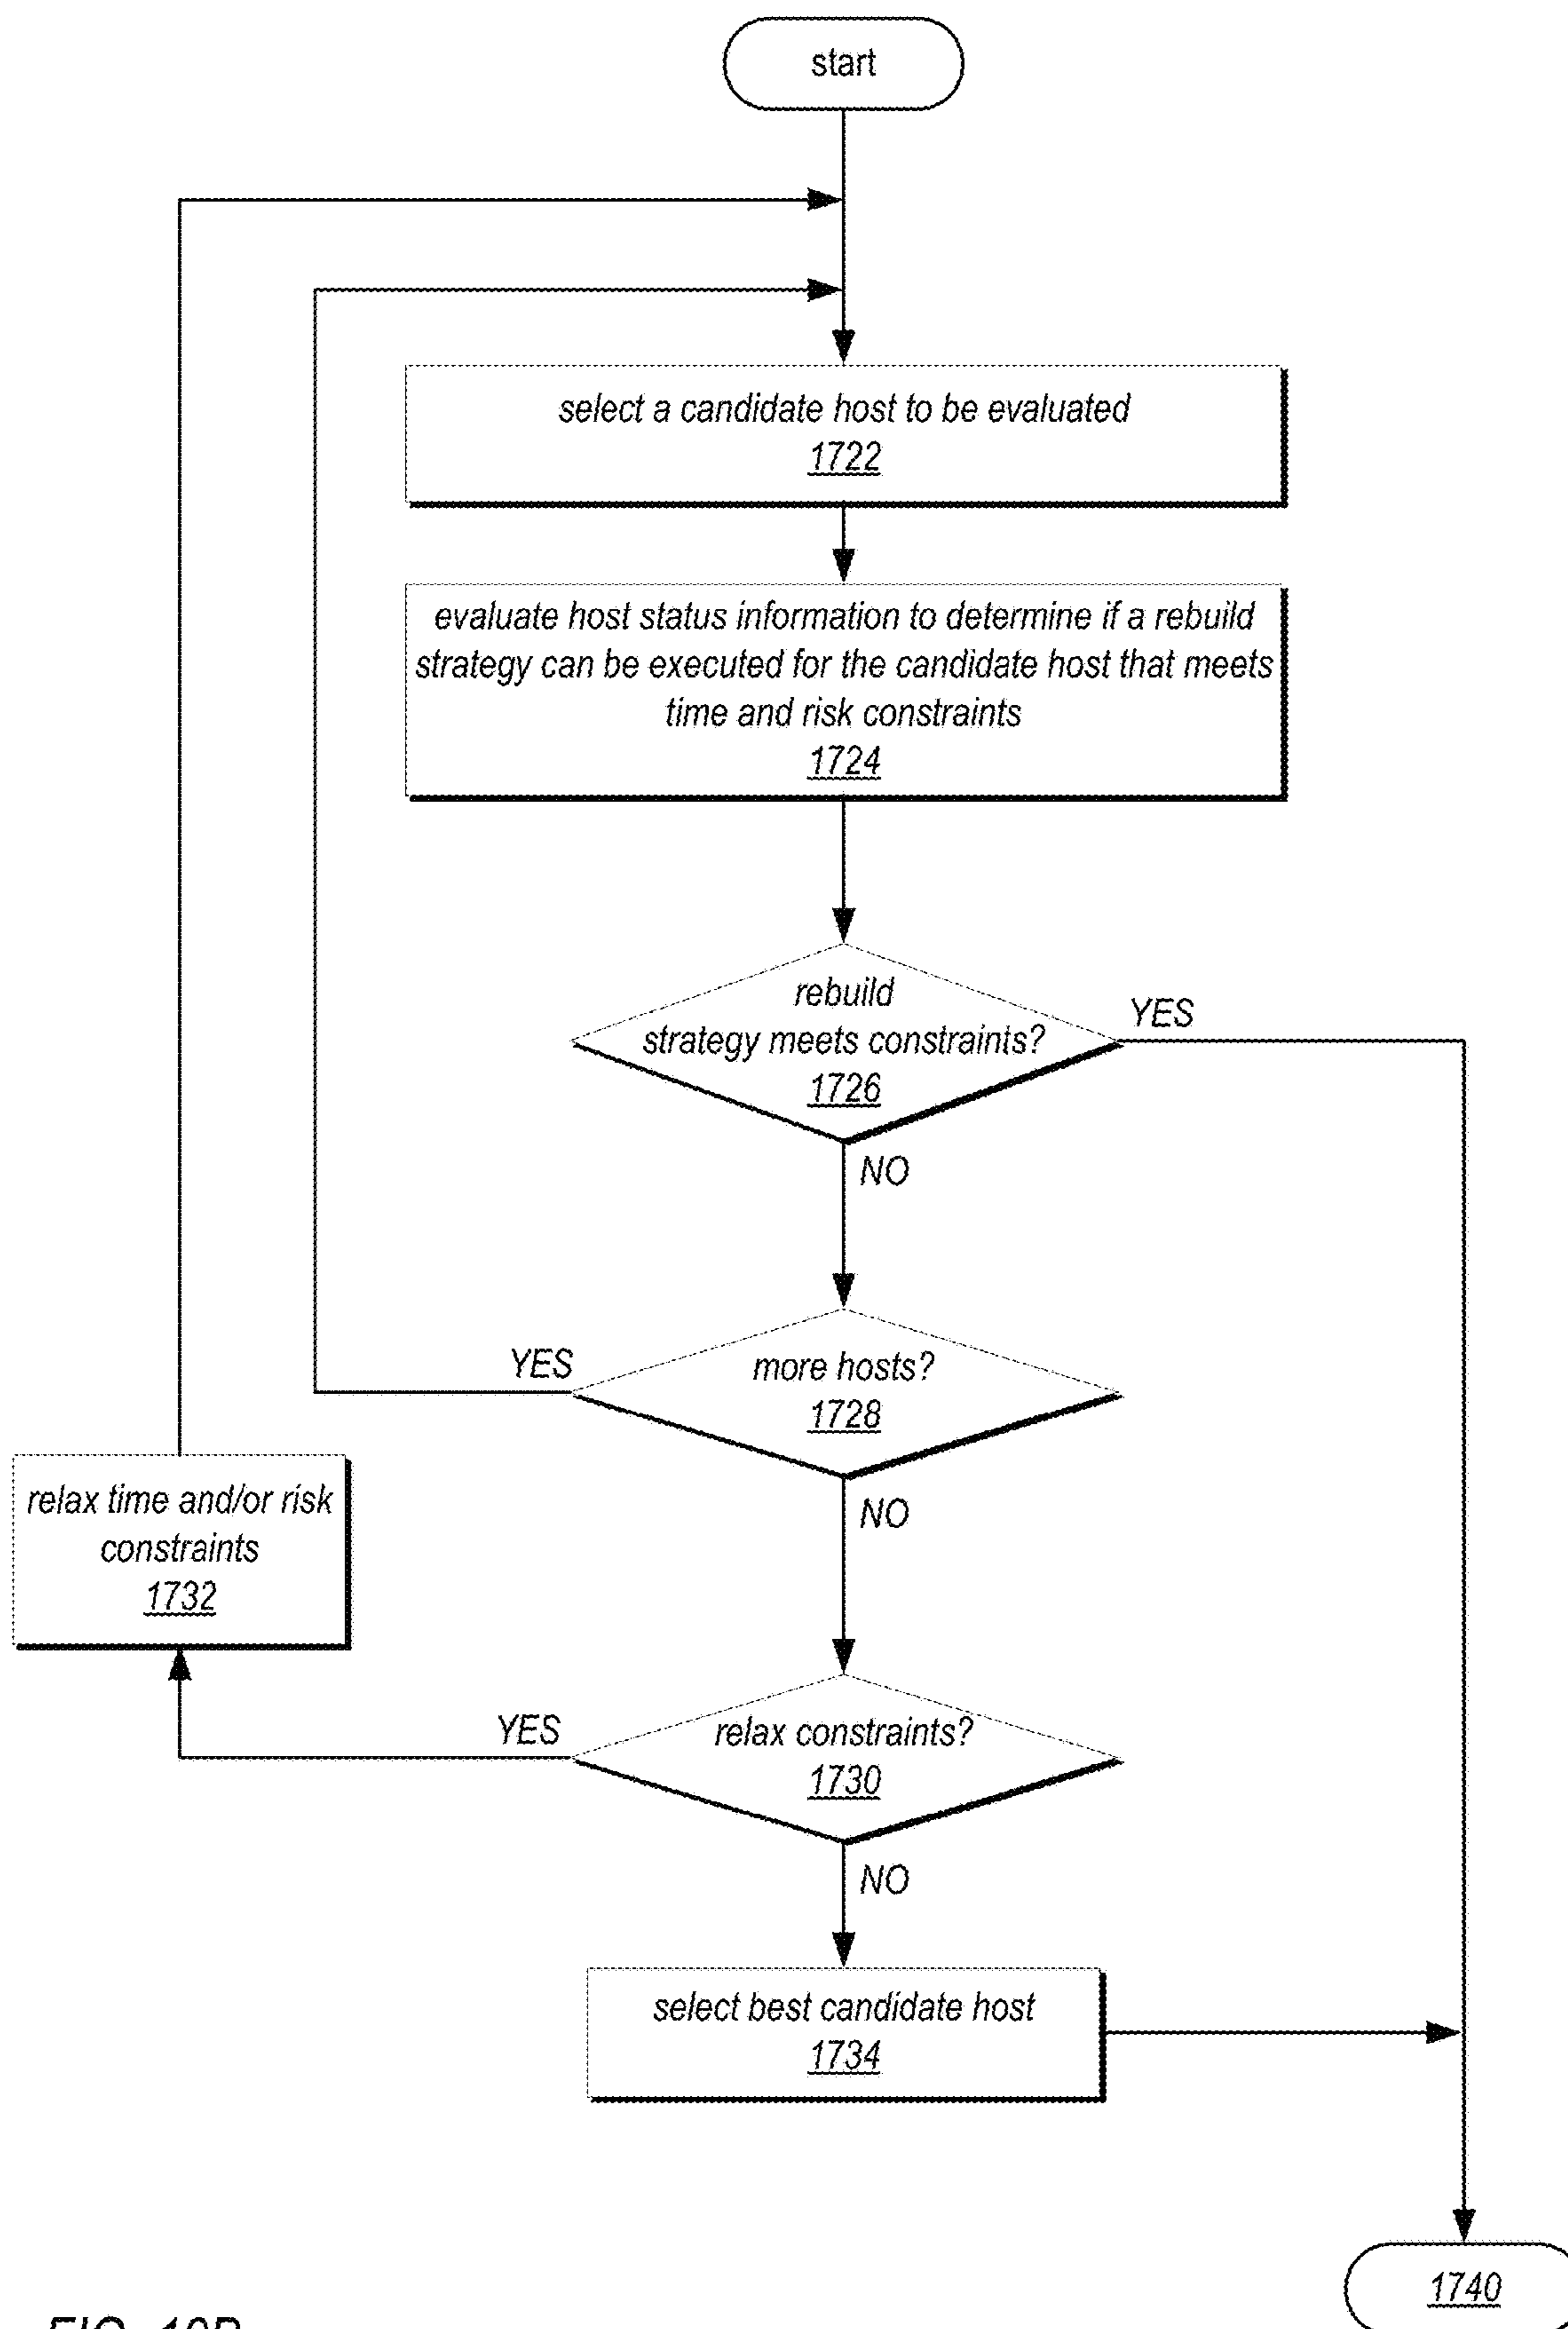 start
select a candidate host to be evaluated
1722
evaluate host status information to determine if a rebuild
strategy can be executed for the candidate host that meets
time and risk constraints
1724
rebuild
strategy meets constraints?
1726
YES
NO
more hosts?
1728
YES
NO
relax time and/or risk
constraints
1732
relax constraints?
1730
YES
NO
select best candidate host
1734
1740